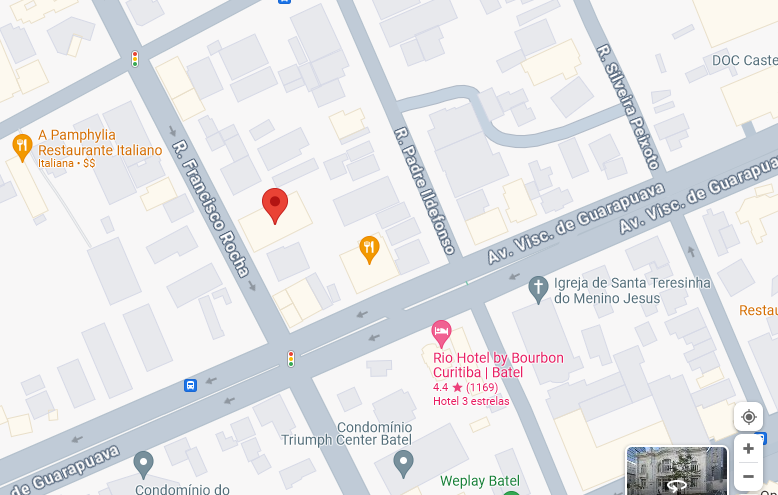 DOC Caste
R. Silveira Peixoto
A Pamphylia
Restaurante Italiano
Italiana • $$
R. Francisco Rocha
R. Padre Ildefonso
Av. Visc. de Guarapuava
Av. Visc. de Guarapuava
Igreja de Santa Teresinha
do Menino Jesus
Restau
Rio Hotel by Bourbon
Curitiba | Batel
4.4 ★ (1169)
Hotel 3 estrelas
Condomínio
Triumph Center Batel
de Guarapuava
Condomínio do
Weplay Batel